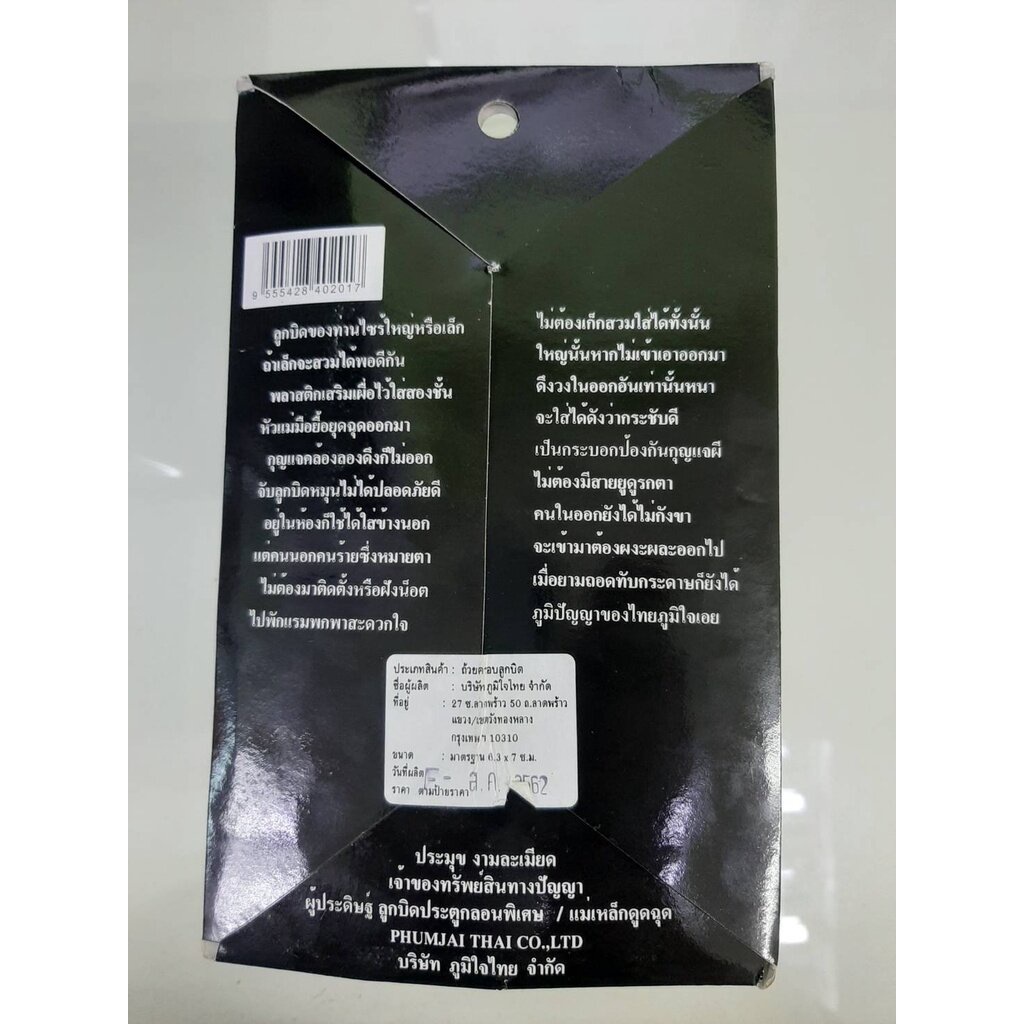 9 555428 402017
ลูกบิดของท่านไซร้ใหญ่หรือเล็ก
ไม่ต้องเก็กสวมใส่ได้ทั้งนั้น
ถ้าเล็กจะสวมได้พอดีกัน
ใหญ่นั้นหากไม่เข้าเอาออกมา
พลาสติกเสริมเผื่อไว้ใส่สองชั้น
ดึงวงในออกอันเท่านั้นหนา
หัวแม่มือยื้อยุดฉุดออกมา
จะใส่ได้ดังว่ากระชับดี
กุญแจคล้องลองดึงก็ไม่ออก
เป็นกระบอกป้องกันกุญแจผี
จับลูกบิดหมุนไม่ได้ปลอดภัยดี
ไม่ต้องมีสายยูดูรกตา
อยู่ในห้องก็ใช้ได้ใส่ข้างนอก
คนในออกยังได้ไม่กังขา
แต่คนนอกคนร้ายซึ่งหมายตา
จะเข้ามาต้องผงะผละออกไป
ไม่ต้องมาติดตั้งหรือฝังน็อต
เมื่อยามถอดทับกระดาษก็ยังได้
ไปพักแรมพกพาสะดวกใจ
ภูมิปัญญาของไทยภูมิใจเอย
ประเภทสินค้า : ถ้วยครอบลูกบิด
ชื่อผู้ผลิต : บริษัท ภูมิใจไทย จำกัด
ที่อยู่ : 27 ซ.ลาดพร้าว 50 ถ.ลาดพร้าว
แขวง/เขตวังทองหลาง
กรุงเทพฯ 10310
ขนาด : มาตรฐาน 6.3 x 7 ซ.ม.
วันที่ผลิต ส.ค. 2562
ราคา ตามป้ายราคา
ประมุข งามละเมียด
เจ้าของทรัพย์สินทางปัญญา
ผู้ประดิษฐ์ ลูกบิดประตูกลอนพิเศษ / แม่เหล็กดูดฉุด
PHUMJAI THAI CO.,LTD
บริษัท ภูมิใจไทย จำกัด